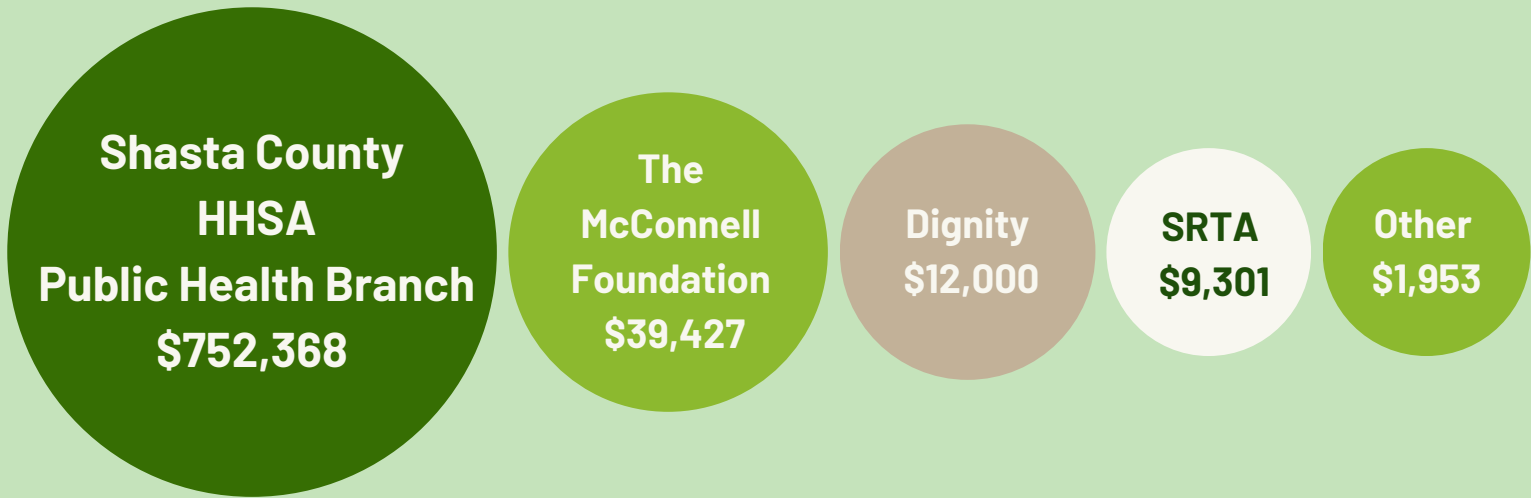 Shasta County
HHSA
Public Health Branch
$752,368
The
McConnell
Foundation
$39,427
Dignity
$12,000
SRTA
$9,301
Other
$1,953